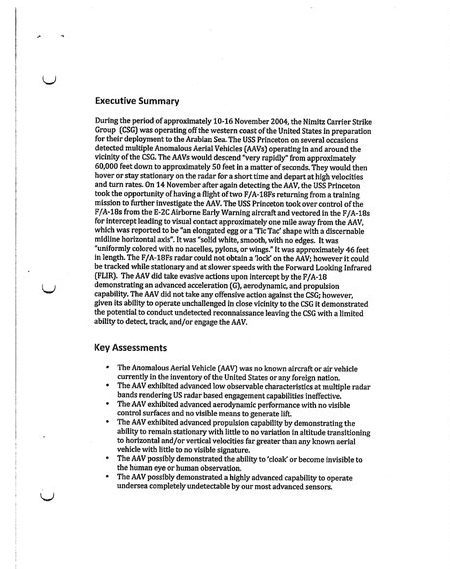 Executive Summary
During the period of approximately 10-16 November 2004, the Nimitz Carrier Strike
Group (CSG) was operating off the western coast of the United States in preparation
for their deployment to the Arabian Sea. The USS Princeton on several occasions
detected multiple Anomalous Aerial Vehicles (AAVs) operating in and around the
vicinity of the CSG. The AAVs would descend "very rapidly" from approximately
60,000 feet down to approximately 50 feet in a matter of seconds. They would then
hover or stay stationary on the radar for a short time and depart at high velocities
and turn rates. On 14 November after again detecting the AAV, the USS Princeton
took the opportunity of having a flight of two F/A-18Fs returning from a training
mission to further investigate the AAV. The USS Princeton took over control of the
F/A-18s from the E-2C Airborne Early Warning aircraft and vectored in the F/A-18s
for intercept leading to visual contact approximately one mile away from the AAV,
which was reported to be "an elongated egg or a 'Tic Tac' shape with a discernable
midline horizontal axis". It was "solid white, smooth, with no edges. It was
"uniformly colored with no nacelles, pylons, or wings." It was approximately 46 feet
in length. The F/A-18Fs radar could not obtain a 'lock' on the AAV; however it could
be tracked while stationary and at slower speeds with the Forward Looking Infrared
(FLIR). The AAV did take evasive actions upon intercept by the F/A-18
demonstrating an advanced acceleration (G), aerodynamic, and propulsion
capability. The AAV did not take any offensive action against the CSG; however,
given its ability to operate unchallenged in close vicinity to the CSG it demonstrated
the potential to conduct undetected reconnaissance leaving the CSG with a limited
ability to detect, track, and/or engage the AAV.
Key Assessments
• The Anomalous Aerial Vehicle (AAV) was no known aircraft or air vehicle
currently in the inventory of the United States or any foreign nation.
• The AAV exhibited advanced low observable characteristics at multiple radar
bands rendering US radar based engagement capabilities ineffective.
• The AAV exhibited advanced aerodynamic performance with no visible
control surfaces and no visible means to generate lift.
• The AAV exhibited advanced propulsion capability by demonstrating the
ability to remain stationary with little to no variation in altitude transitioning
to horizontal and/or vertical velocities far greater than any known aerial
vehicle with little to no visible signature.
• The AAV possibly demonstrated the ability to 'cloak' or become invisible to
the human eye or human observation.
• The AAV possibly demonstrated a highly advanced capability to operate
undersea completely undetectable by our most advanced sensors.